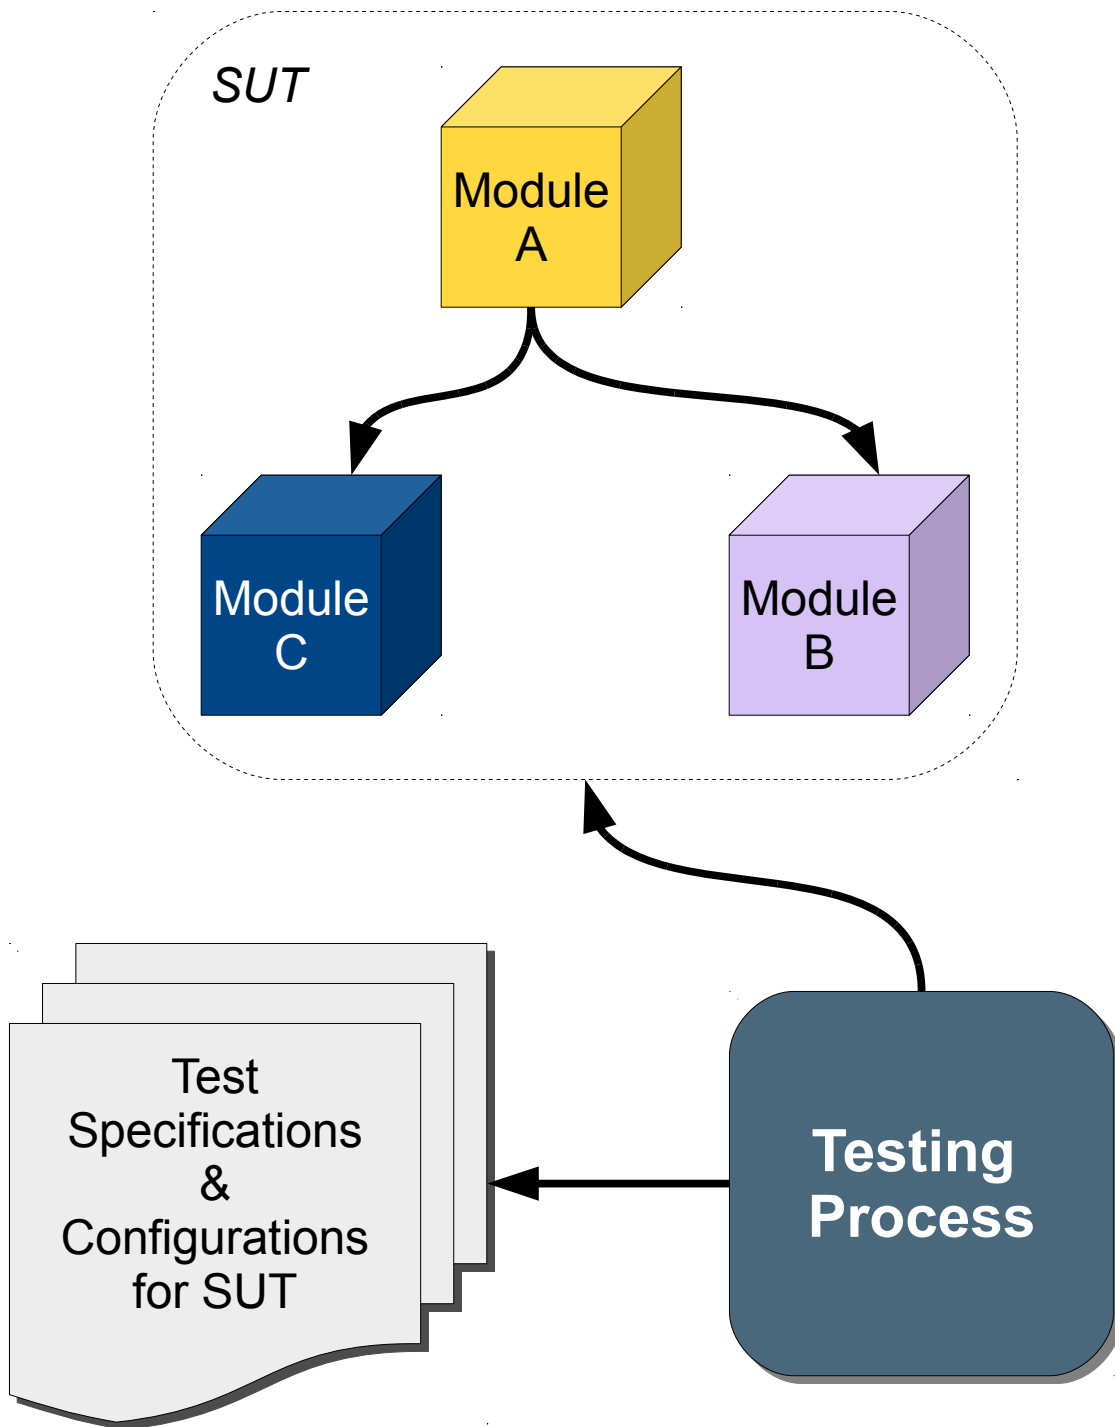 SUT
Module
A
Module
C
Module
B
Test
Specifications
&
Configurations
for SUT
Testing
Process